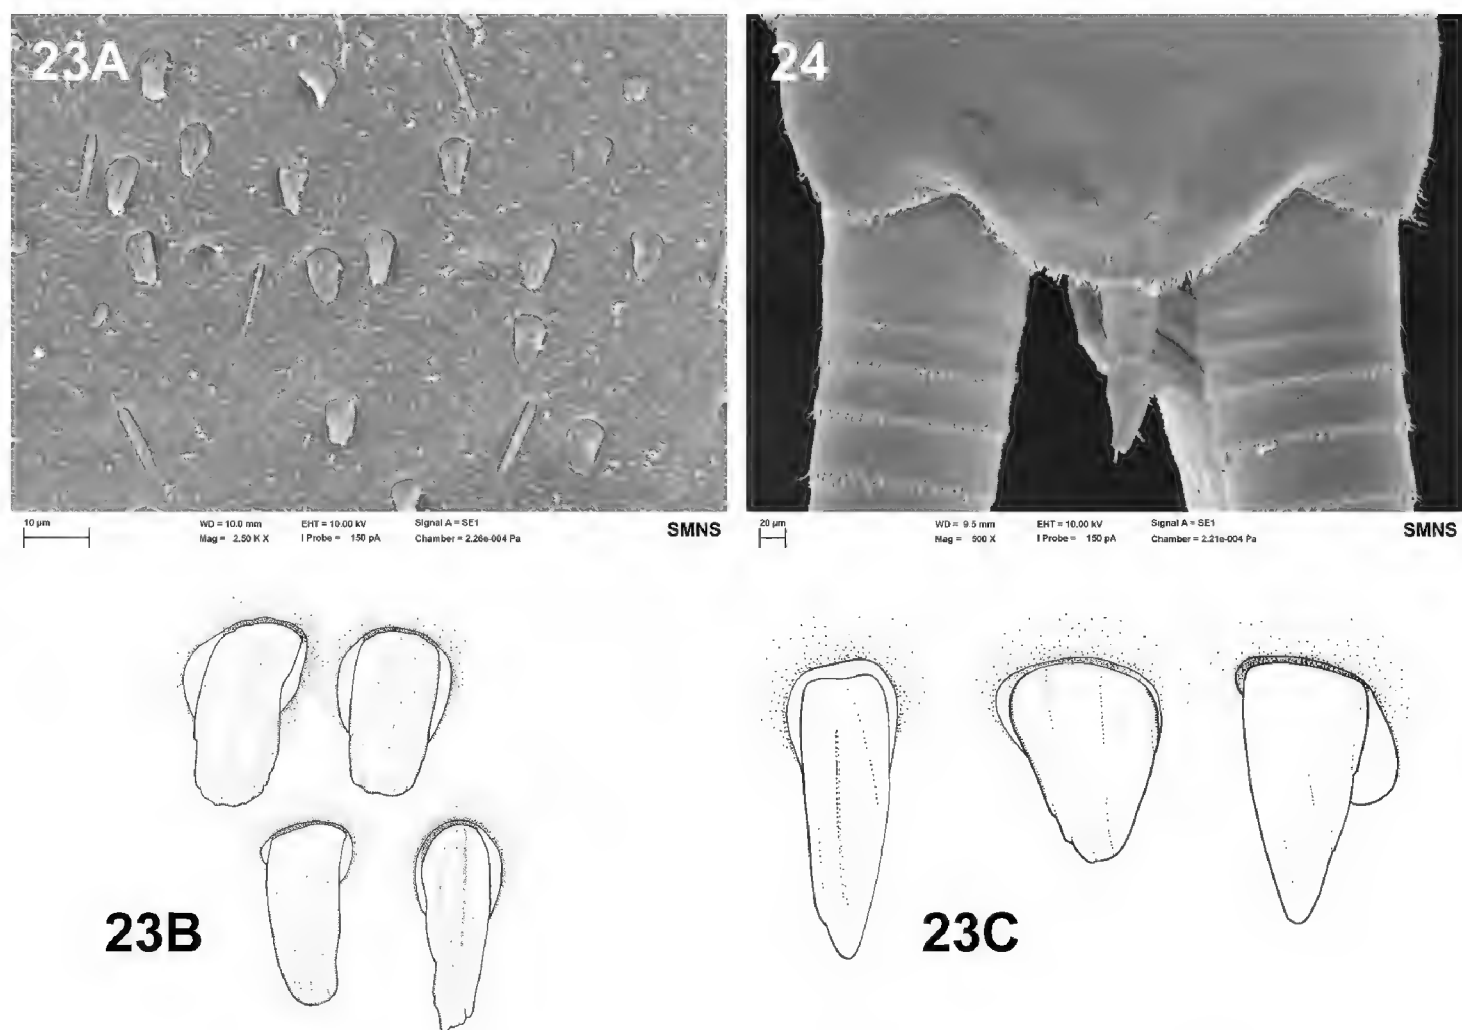 23A
24
10 µm
WD = 10.0 mm EHT = 10.00 kV Signal A = SE1
Mag = 2.50 K X I Probe = 150 pA Chamber = 2.26e-004 Pa
SMNS
20 µm
WD = 9.5 mm EHT = 10.00 kV Signal A = SE1
Mag = 500 X I Probe = 150 pA Chamber = 2.21e-004 Pa
SMNS
23B
23C